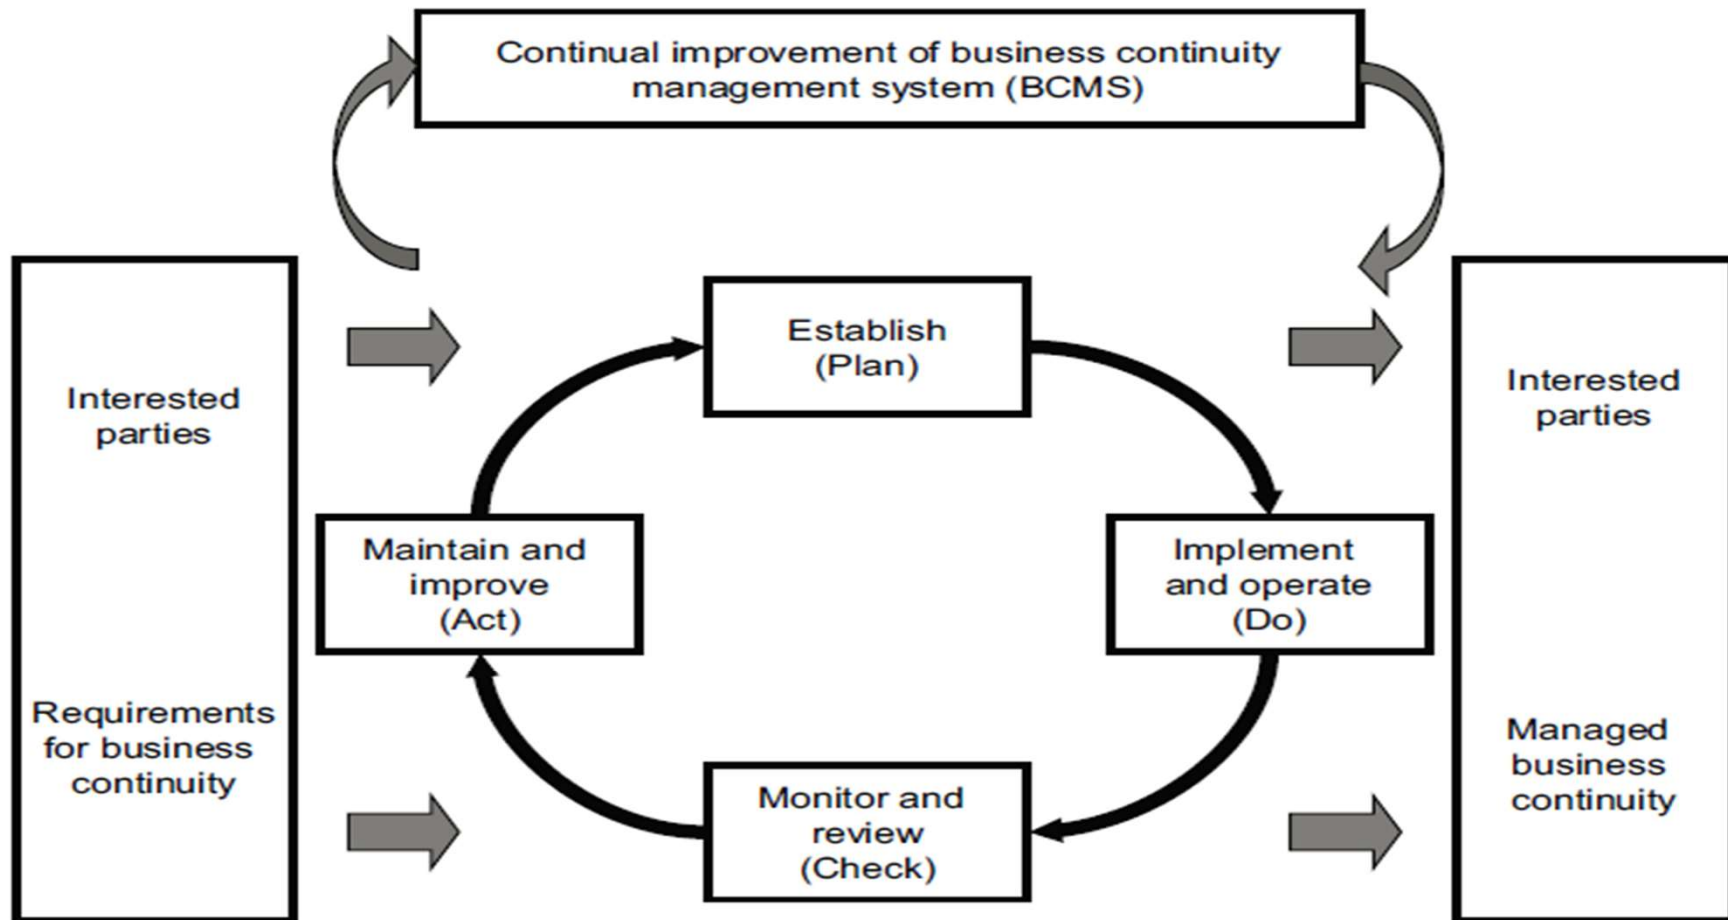 Continual improvement of business continuity
management system (BCMS)
Interested
parties
Requirements
for business
continuity
Establish
(Plan)
Maintain and
improve
(Act)
Implement
and operate
(Do)
Monitor and
review
(Check)
Interested
parties
Managed
business
continuity